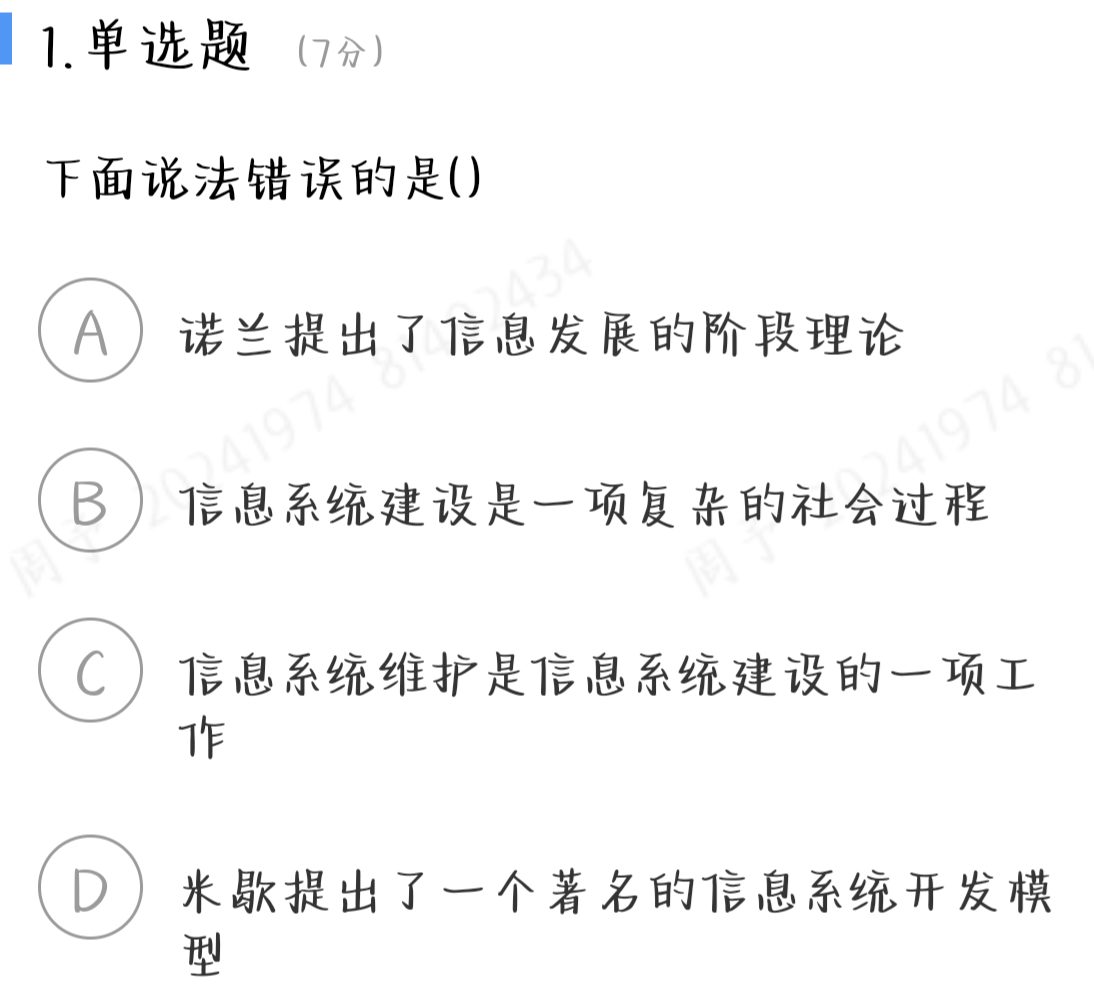 1.单选题 (7分)
下面说法错误的是()
A 诺兰提出了信息发展的阶段理论
B 信息系统建设是一项复杂的社会过程
C 信息系统维护是信息系统建设的一项工
作
D 米歇提出了一个著名的信息系统开发模
型